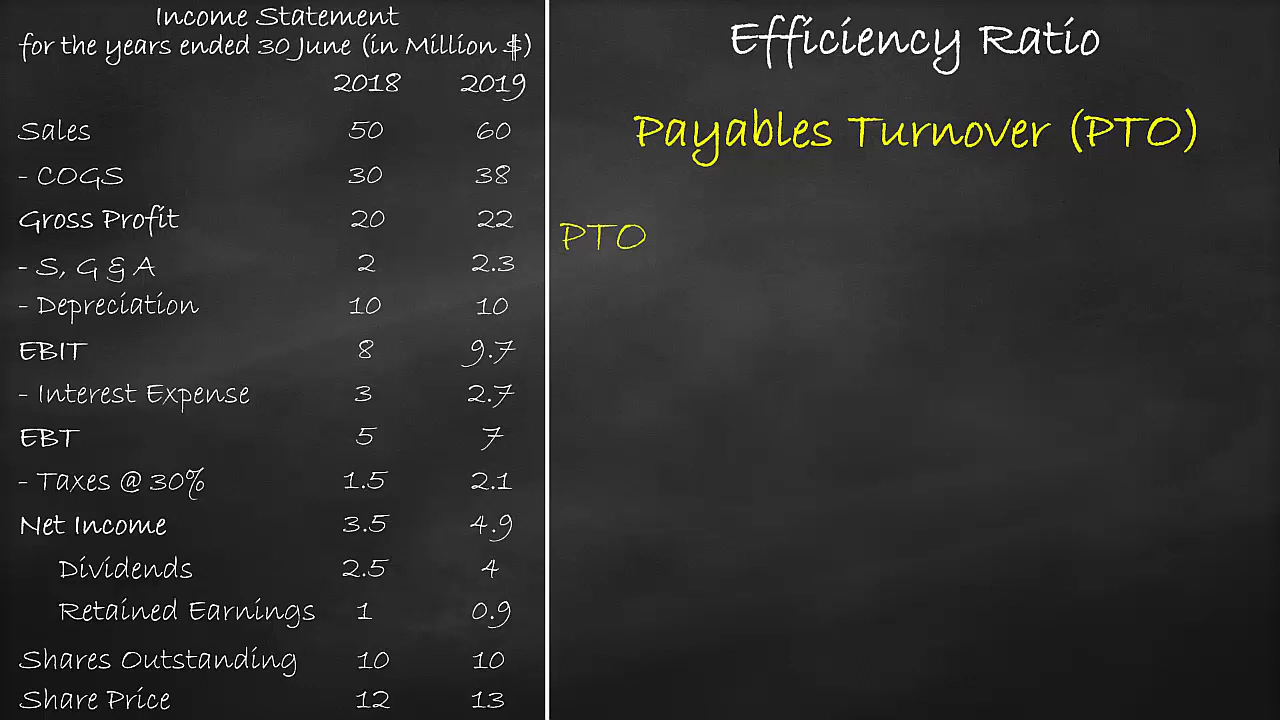 Income Statement
for the years ended 30 June (in Million $)
2018 2019
Sales 50 60
- COGS 30 38
Gross Profit 20 22
- S, G & A 2 2.3
- Depreciation 10 10
EBIT 8 9.7
- Interest Expense 3 2.7
EBT 5 7
- Taxes @ 30% 1.5 2.1
Net Income 3.5 4.9
Dividends 2.5 4
Retained Earnings 1 0.9
Shares Outstanding 10 10
Share Price 12 13
Efficiency Ratio
Payables Turnover (PTO)
PTO